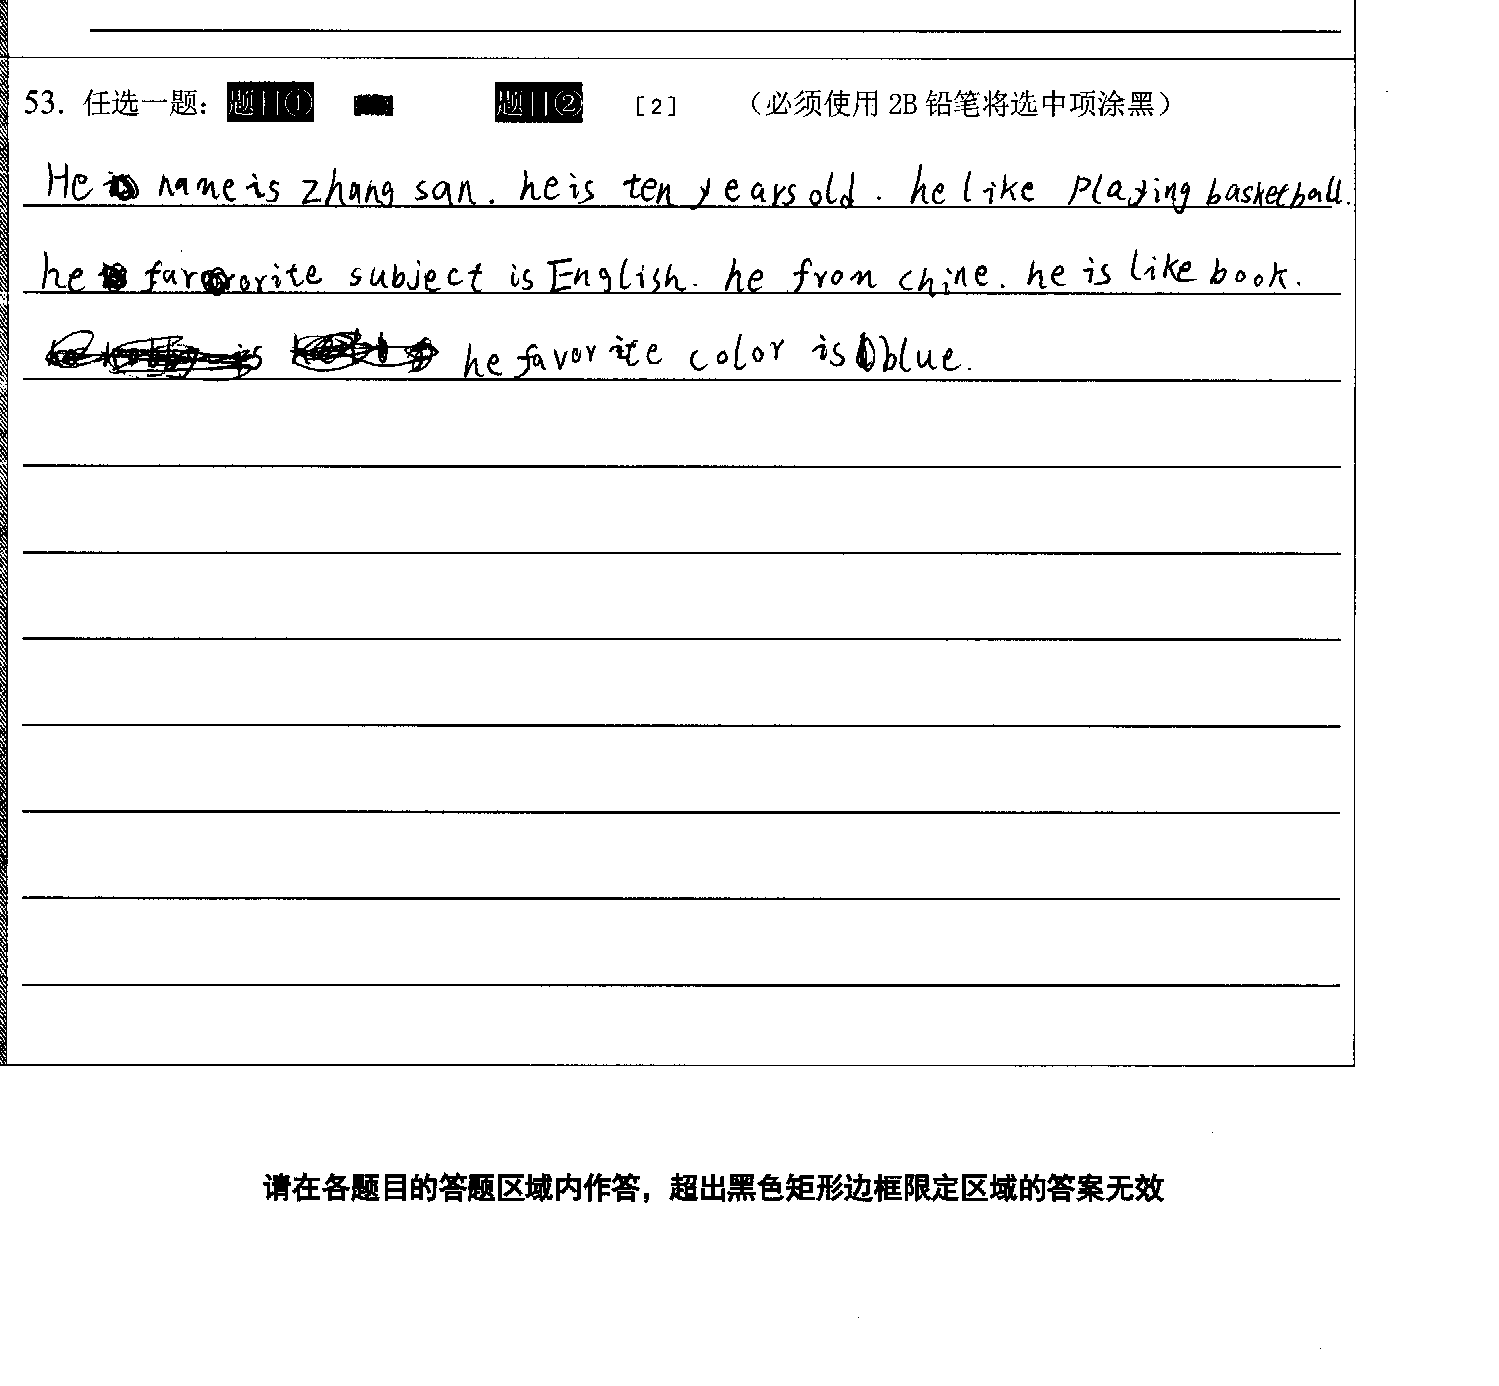 53. 任选一题： 题目① 题目② [2] （必须使用 2B 铅笔将选中项涂黑）
He name is zhang san. he is ten years old. he like Playing basketball.
he favorite subject is English. he from chine. he is like book.
he favorite color is blue.
请在各题目的答题区域内作答，超出黑色矩形边框限定区域的答案无效